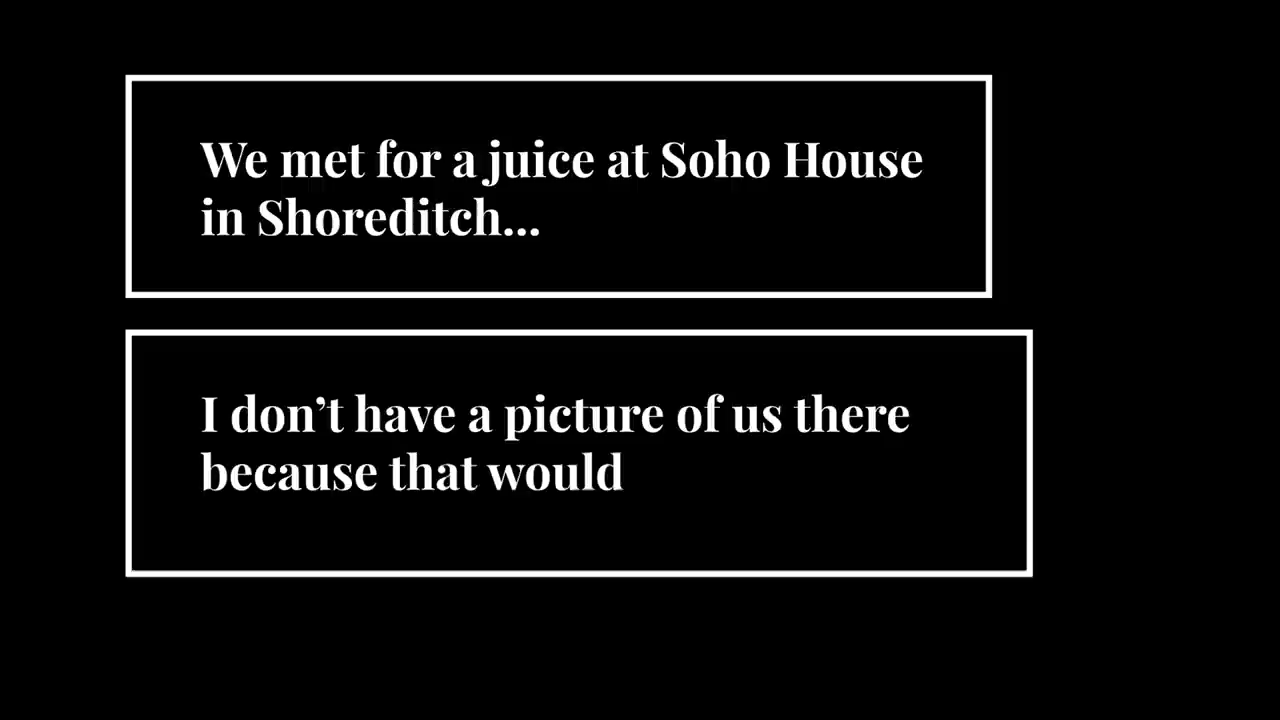 We met for a juice at Soho House
in Shoreditch...
I don’t have a picture of us there
because that would